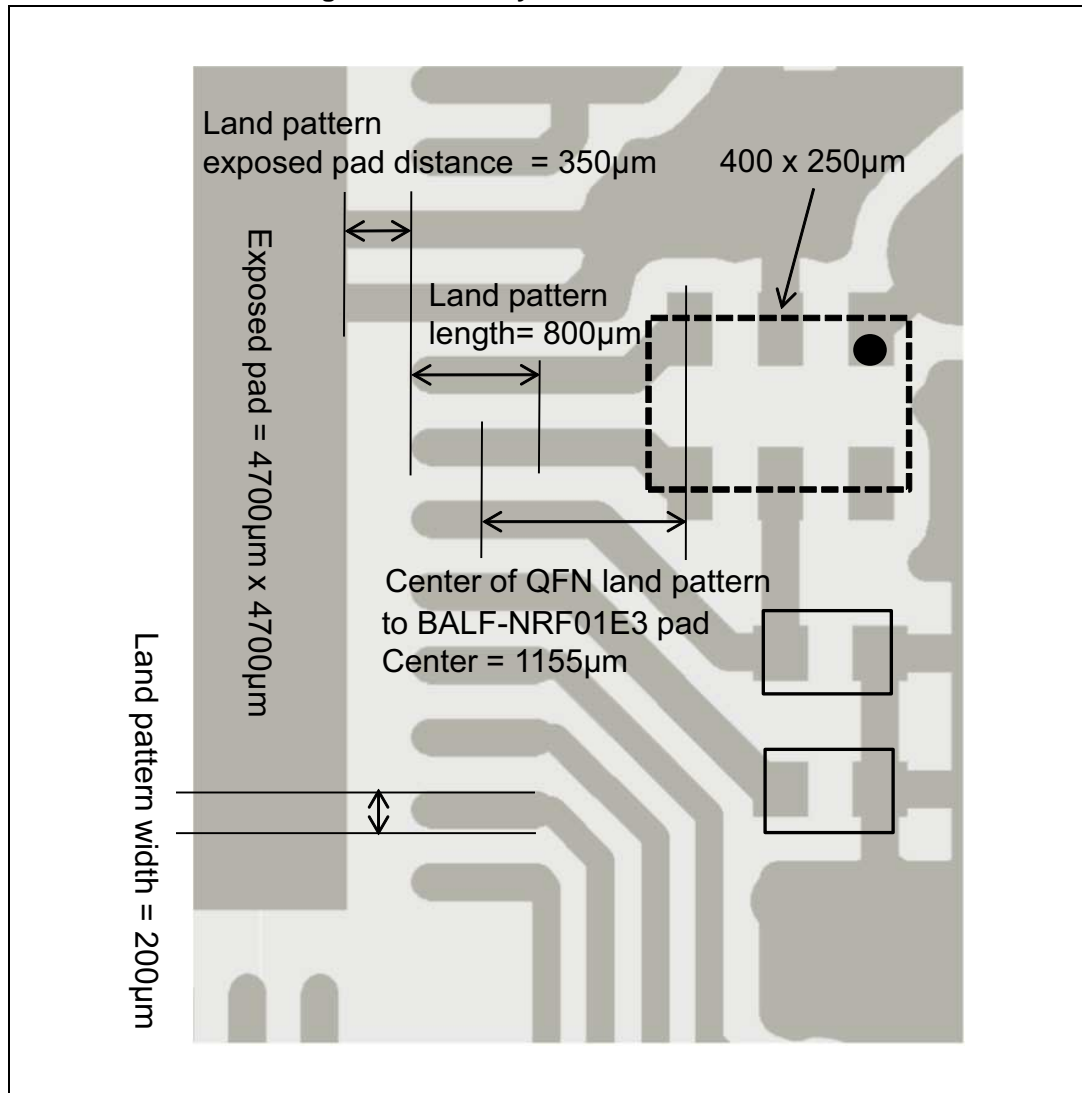 Land pattern
exposed pad distance = 350µm
400 x 250µm
Exposed pad = 4700µm x 4700µm
Land pattern
length= 800µm
Center of QFN land pattern
to BALF-NRF01E3 pad
Center = 1155µm
Land pattern width = 200µm